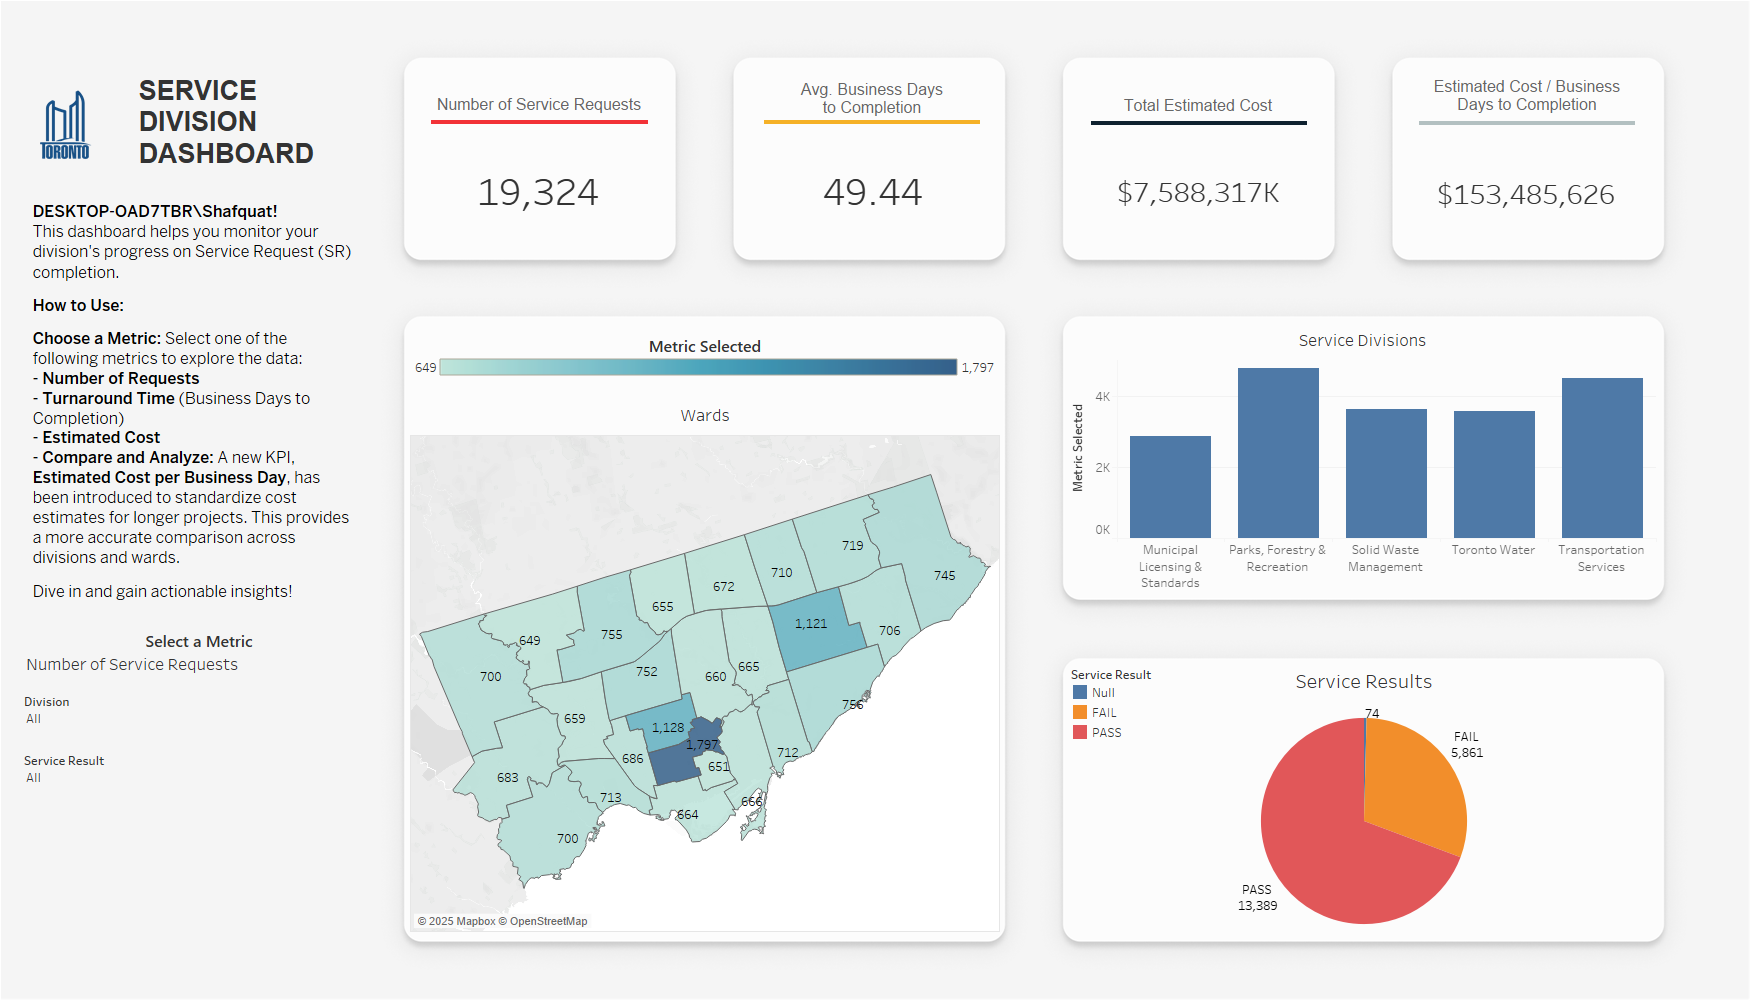 TORONTO
SERVICE
DIVISION
DASHBOARD
DESKTOP-OAD7TBR\Shafquat!
This dashboard helps you monitor your
division's progress on Service Request (SR)
completion.
How to Use:
Choose a Metric: Select one of the
following metrics to explore the data:
- Number of Requests
- Turnaround Time (Business Days to
Completion)
- Estimated Cost
- Compare and Analyze: A new KPI,
Estimated Cost per Business Day, has
been introduced to standardize cost
estimates for longer projects. This provides
a more accurate comparison across
divisions and wards.
Dive in and gain actionable insights!
Select a Metric
Number of Service Requests
Division
All
Service Result
All
Number of Service Requests
19,324
Avg. Business Days
to Completion
49.44
Total Estimated Cost
$7,588,317K
Estimated Cost / Business
Days to Completion
$153,485,626
Metric Selected
649
1,797
Wards
719
710
745
672
655
1,121
706
755
649
752
665
660
700
756
659
1,128
1,797
712
686
651
683
713
666
664
700
© 2025 Mapbox © OpenStreetMap
Service Divisions
Metric Selected
4K
2K
0K
Municipal
Licensing &
Standards
Parks, Forestry &
Recreation
Solid Waste
Management
Toronto Water
Transportation
Services
Service Result
Null
FAIL
PASS
Service Results
74
FAIL
5,861
PASS
13,389